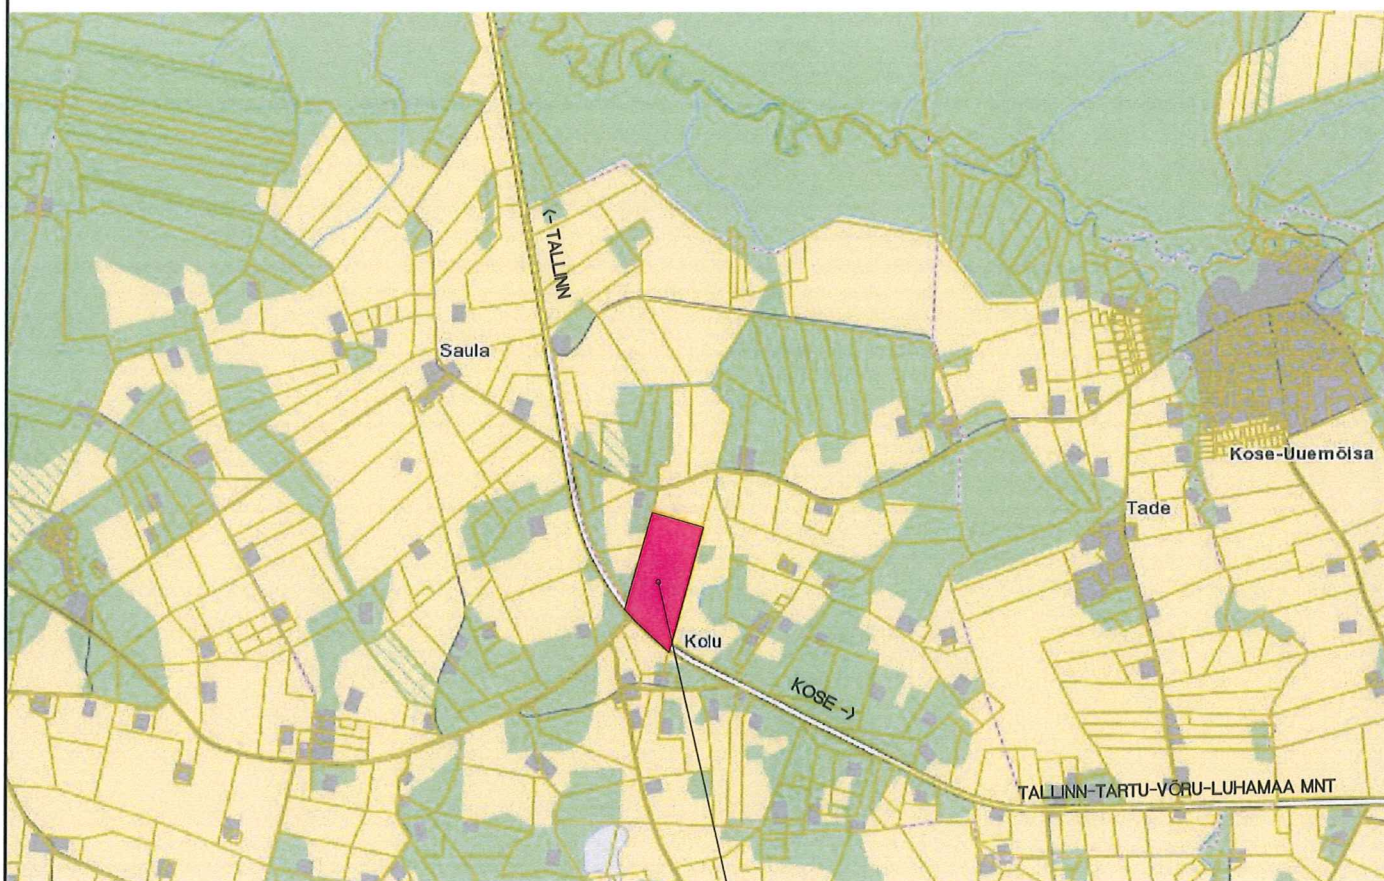 <- TALLINN
Saula
Kose-Uuemõisa
Tade
Kolu
KOSE ->
TALLINN-TARTU-VÕRU-LUHAMAA MNT